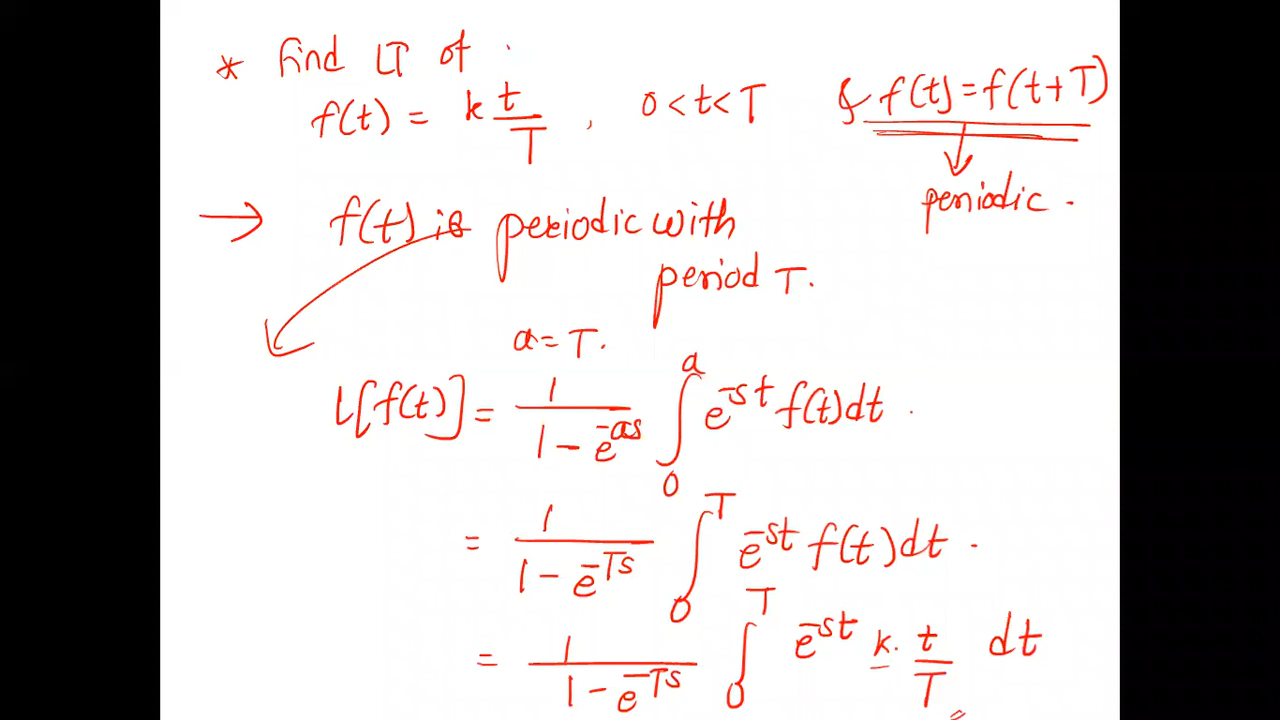 * Find LT of .
f(t) = k t/T , 0 < t < T & f(t) = f(t+T)
periodic .
→ f(t) is periodic with
period T.
a = T.
L[f(t)] = 1/(1 - e^-as) ∫₀^a e^-st f(t) dt .
= 1/(1 - e^-Ts) ∫₀^T e^-st f(t) dt .
= 1/(1 - e^-Ts) ∫₀^T e^-st k. t/T dt